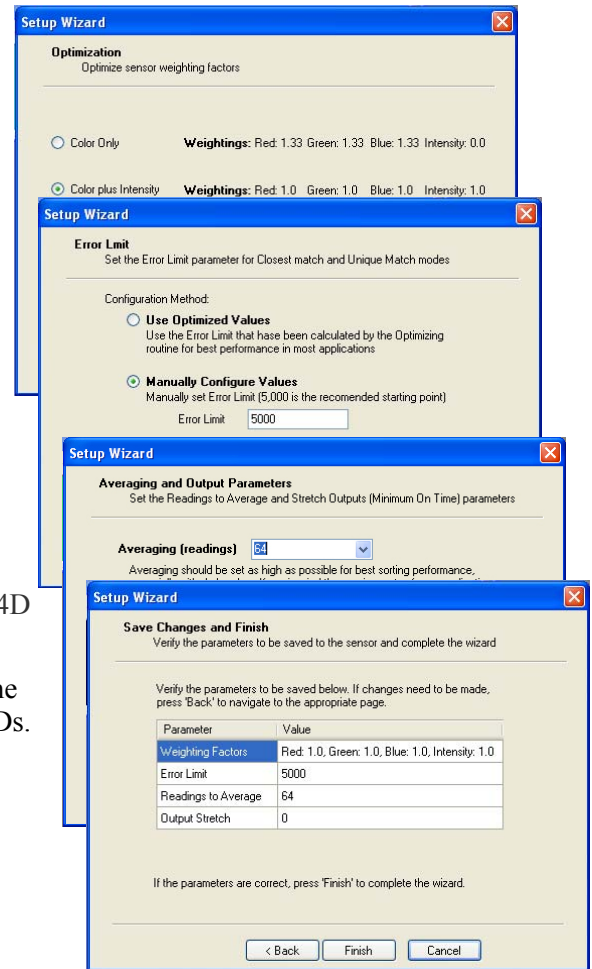 Setup Wizard
Optimization
Optimize sensor weighting factors
Color Only Weightings: Red: 1.33 Green: 1.33 Blue: 1.33 Intensity: 0.0
Color plus Intensity Weightings: Red: 1.0 Green: 1.0 Blue: 1.0 Intensity: 1.0
Setup Wizard
Error Lmit
Set the Error Limit parameter for Closest match and Unique Match modes
Configuration Method:
Use Optimized Values
Use the Error Limit that hase been calculated by the Optimizing
routine for best performance in most applications
Manually Configure Values
Manually set Error Limit (5,000 is the recomended starting point)
Error Limit 5000
Setup Wizard
Averaging and Output Parameters
Set the Readings to Average and Stretch Outputs (Minimum On Time) parameters
Averaging (readings) 64
Averaging should be set as high as possible for best sorting performance,
4D
Setup Wizard
Save Changes and Finish
Verify the parameters to be saved to the sensor and complete the wizard
Verify the parameters to be saved below. If changes need to be made,
press 'Back' to navigate to the appropriate page.
Parameter Value
Weighting Factors Red: 1.0, Green: 1.0, Blue: 1.0, Intensity: 1.0
Error Limit 5000
Readings to Average 64
Output Stretch 0
If the parameters are correct, press 'Finish' to complete the wizard.
< Back Finish Cancel